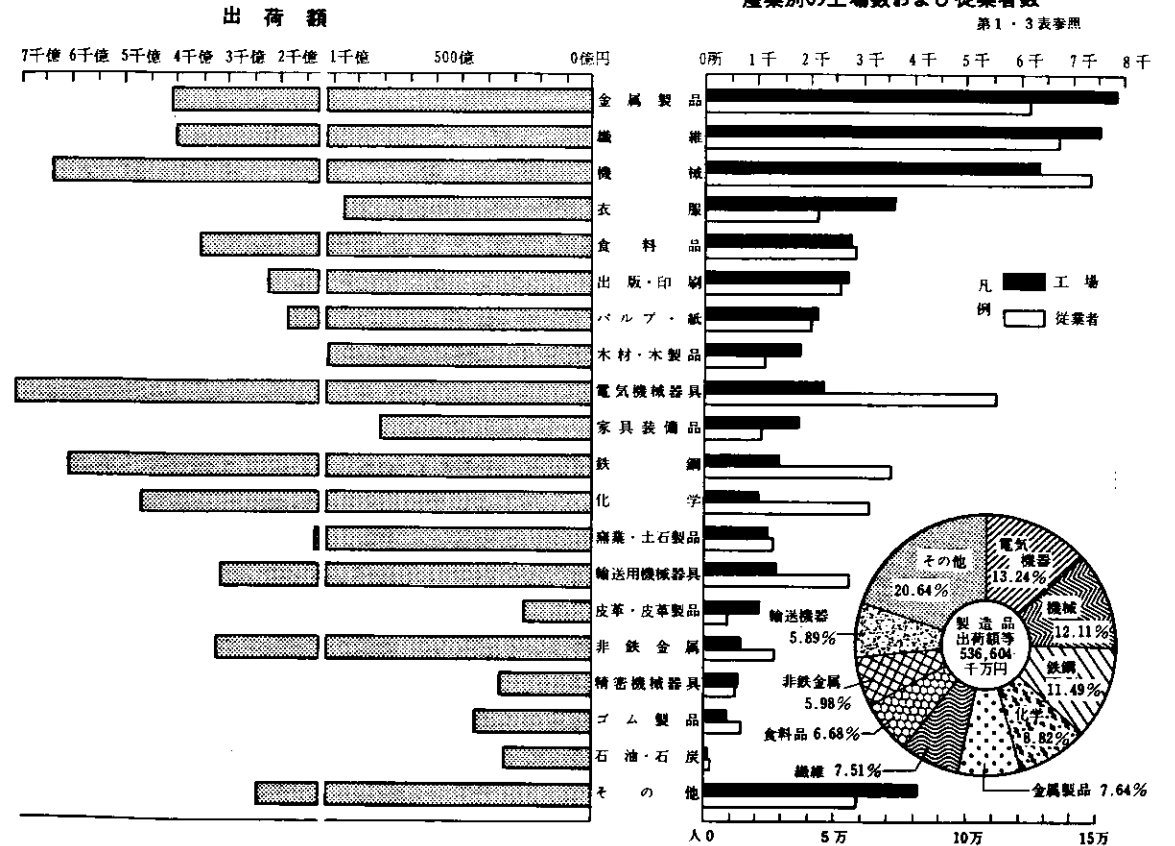 出荷額
産業別の工場数および従業者数
第1・3表参照
7千億 6千億 5千億 4千億 3千億 2千億 1千億 500億 0億円
0所 1千 2千 3千 4千 5千 6千 7千 8千
金属製品
繊維
機械
衣服
食料品
出版・印刷
パルプ・紙
木材・木製品
電気機械器具
家具装備品
鉄鋼
化学
窯業・土石製品
輸送用機械器具
皮革・皮革製品
非鉄金属
精密機械器具
ゴム製品
石油・石炭
その他
凡例
工場
従業者
人0 5万 10万 15万
電気機器
13.24%
機械
12.11%
鉄鋼
11.49%
化学
8.82%
金属製品 7.64%
繊維 7.51%
食料品 6.68%
非鉄金属
5.98%
輸送機器
5.89%
その他
20.64%
製造品
出荷額等
536,604
千万円